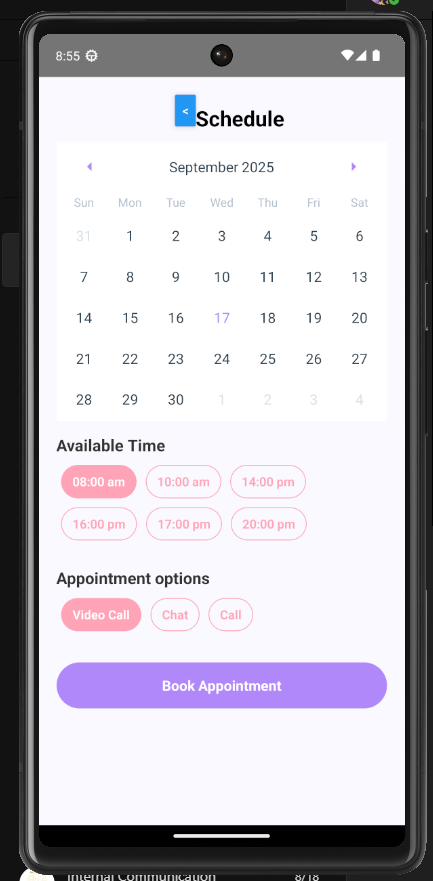 8:55
< Schedule
September 2025
Sun Mon Tue Wed Thu Fri Sat
31 1 2 3 4 5 6
7 8 9 10 11 12 13
14 15 16 17 18 19 20
21 22 23 24 25 26 27
28 29 30 1 2 3 4
Available Time
08:00 am 10:00 am 14:00 pm
16:00 pm 17:00 pm 20:00 pm
Appointment options
Video Call Chat Call
Book Appointment
Internal Communication 8/18